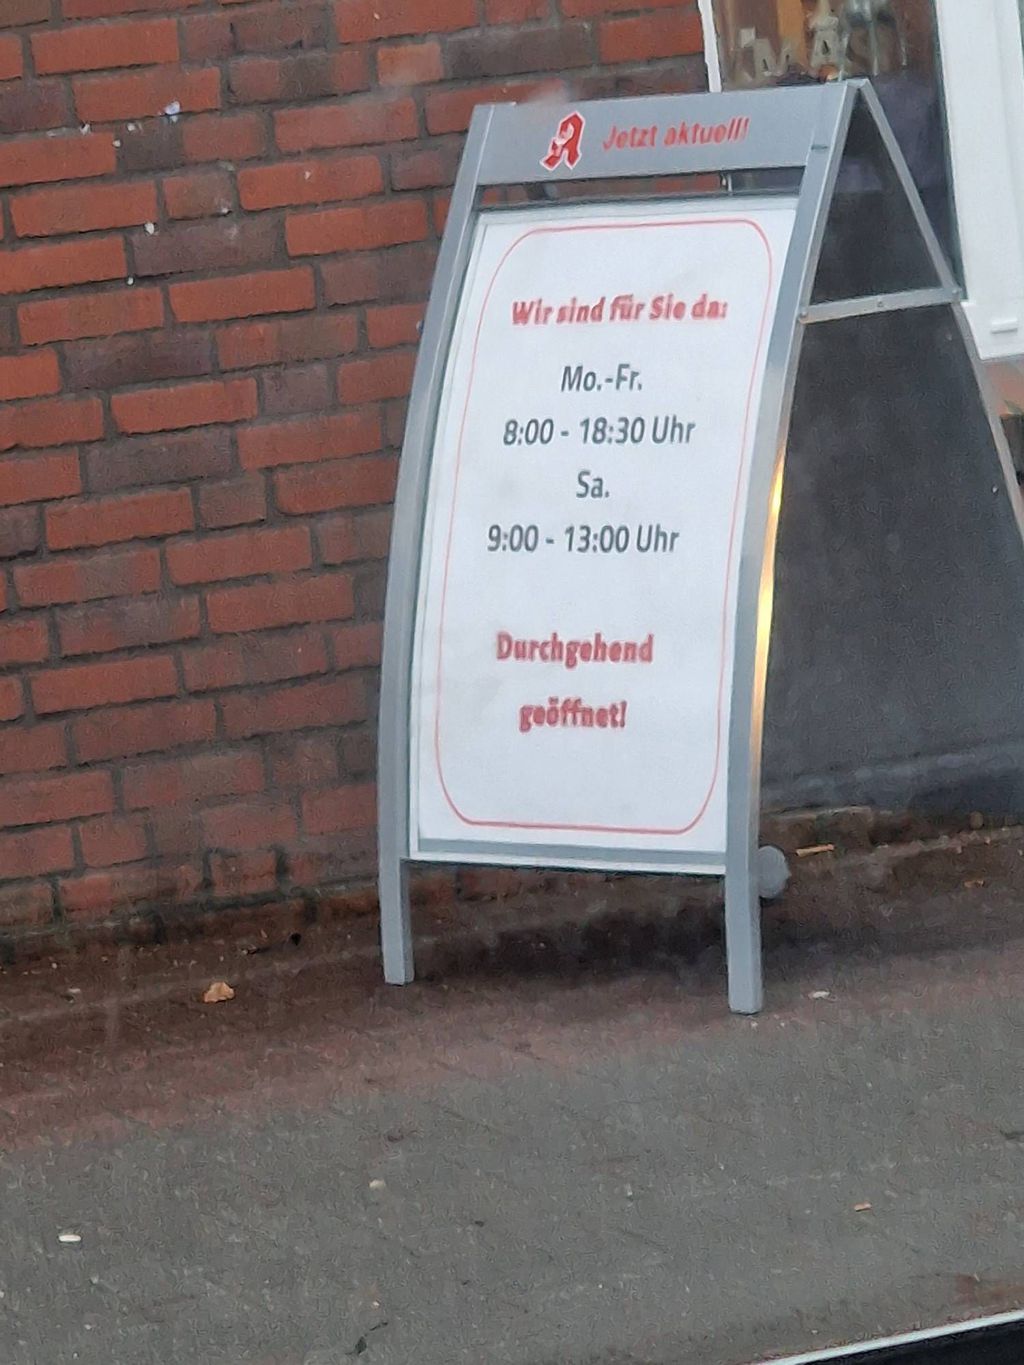 XMAS
A Jetzt aktuell!
Wir sind für Sie da:
Mo.-Fr.
8:00 - 18:30 Uhr
Sa.
9:00 - 13:00 Uhr
Durchgehend
geöffnet!